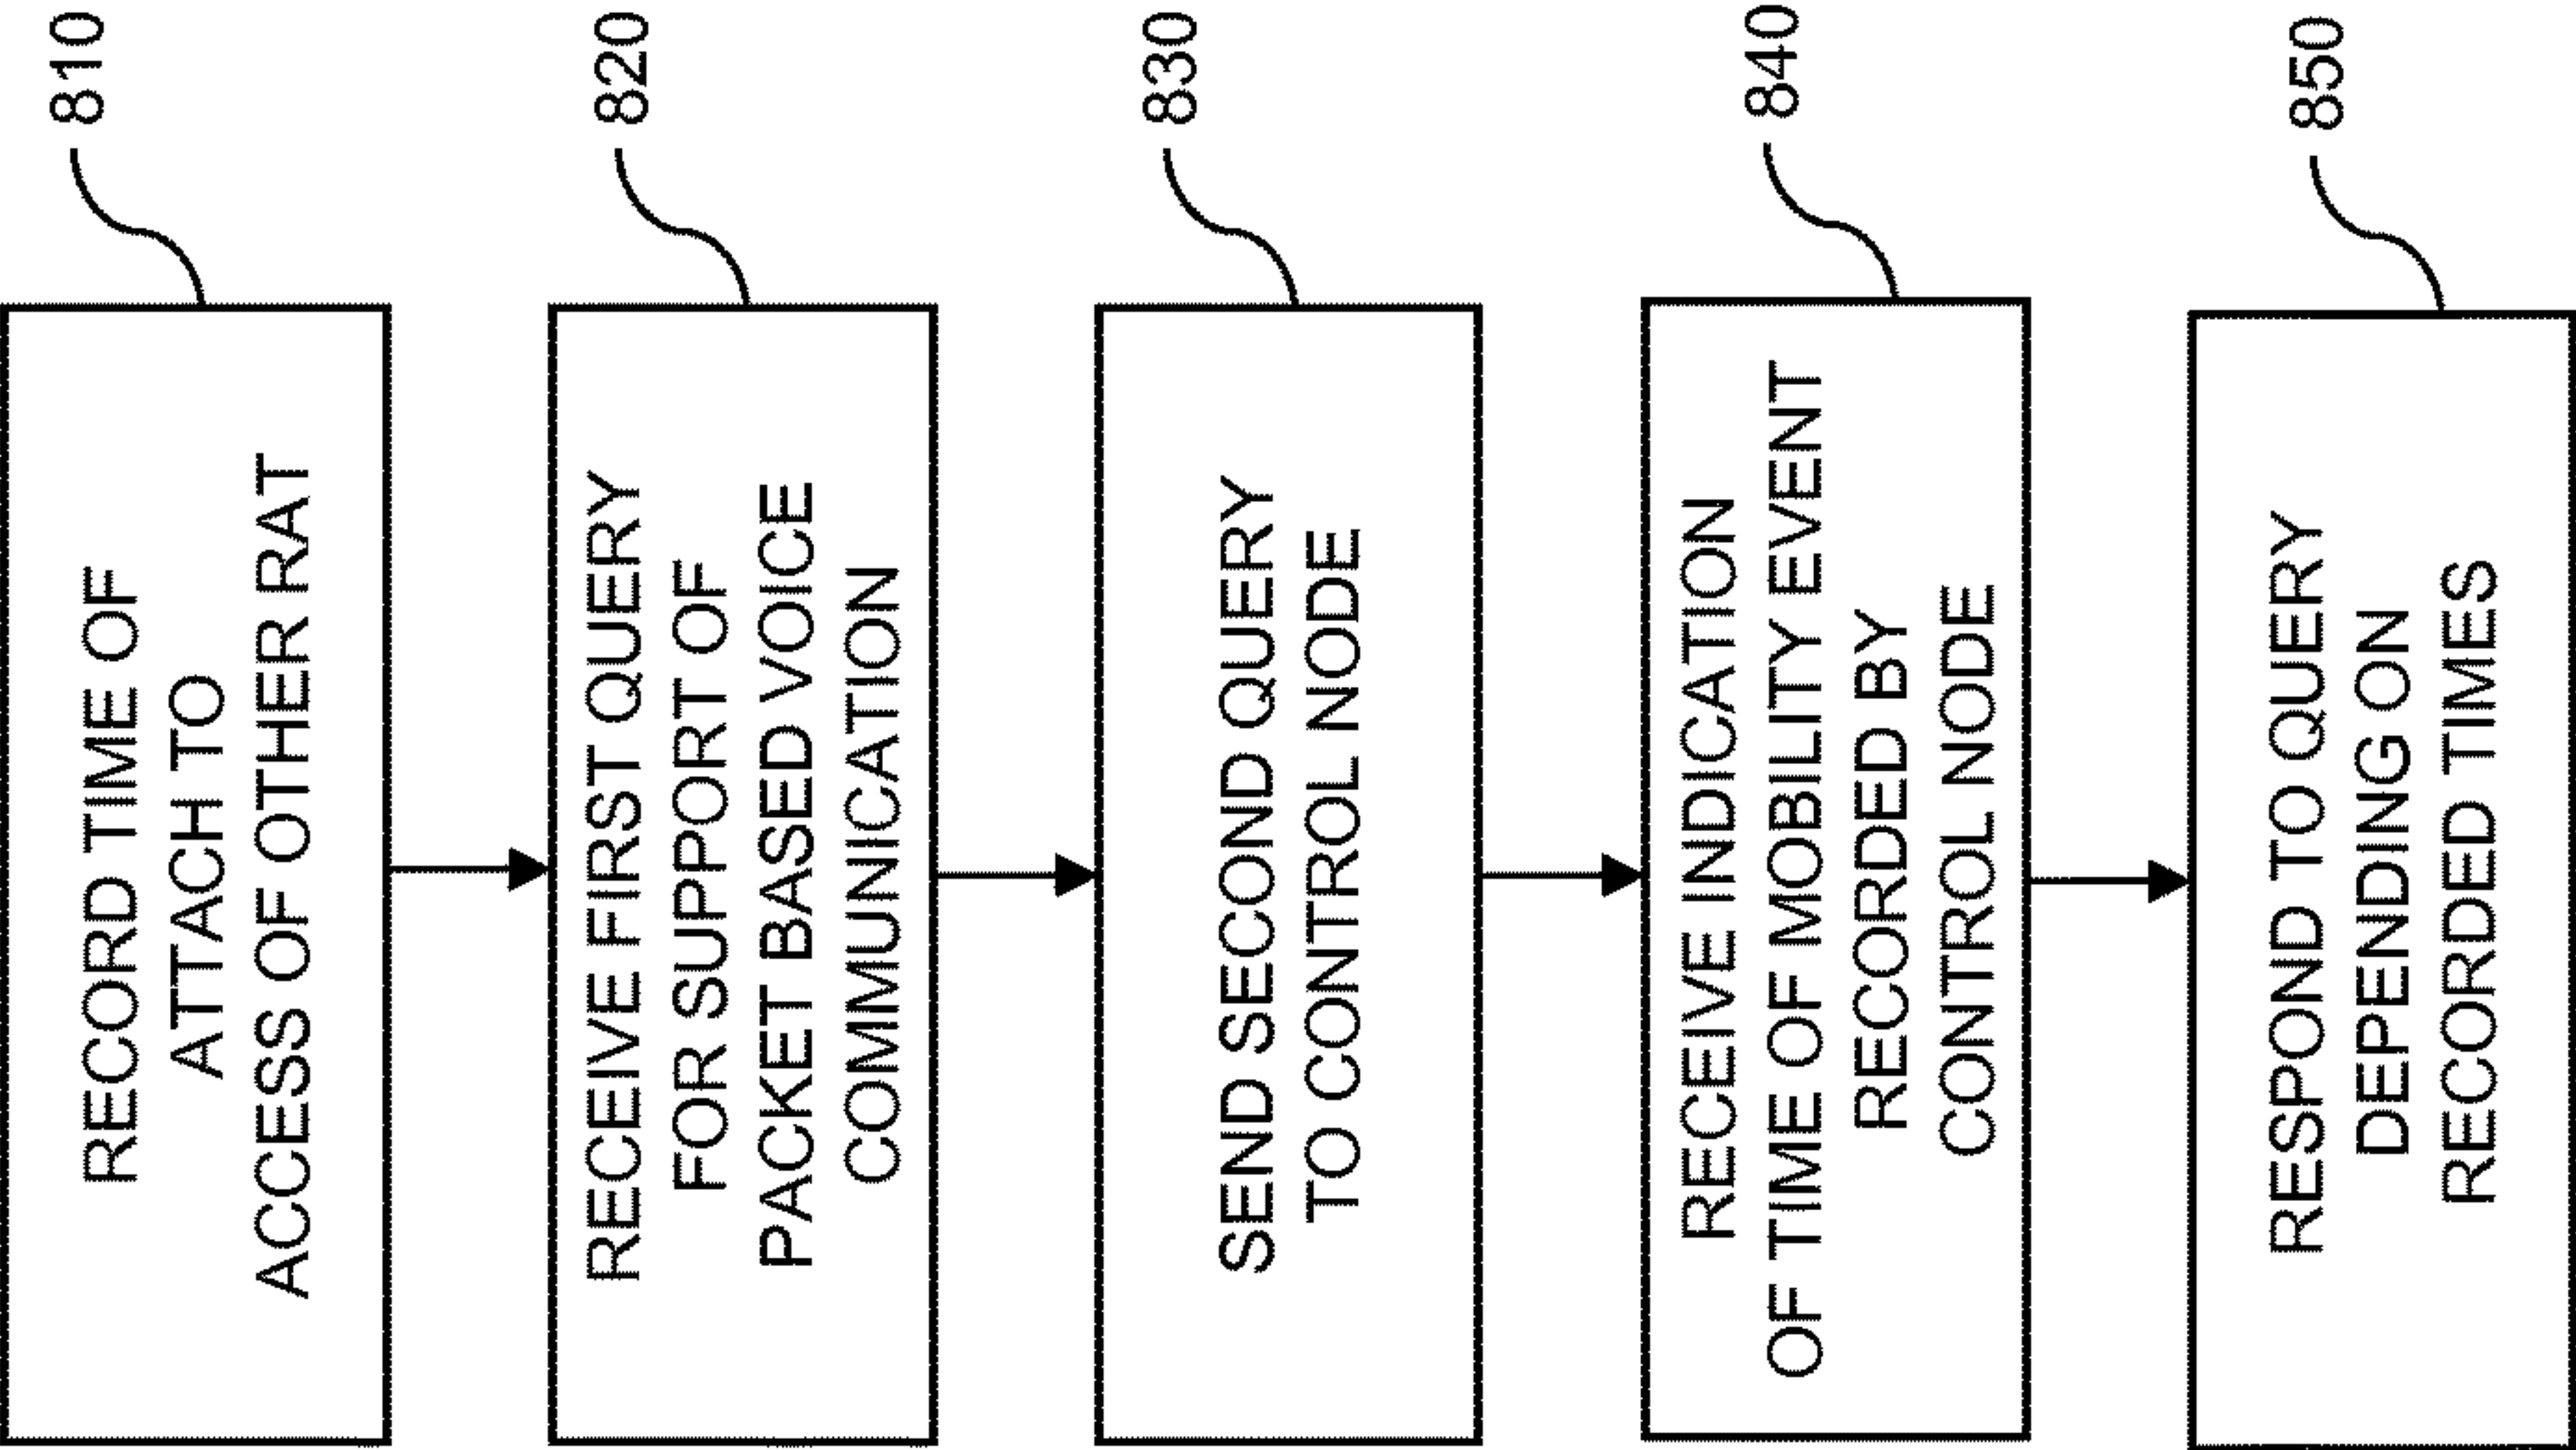 810
RECORD TIME OF
ATTACH TO
ACCESS OF OTHER RAT
820
RECEIVE FIRST QUERY
FOR SUPPORT OF
PACKET BASED VOICE
COMMUNICATION
830
SEND SECOND QUERY
TO CONTROL NODE
840
RECEIVE INDICATION
OF TIME OF MOBILITY EVENT
RECORDED BY
CONTROL NODE
850
RESPOND TO QUERY
DEPENDING ON
RECORDED TIMES